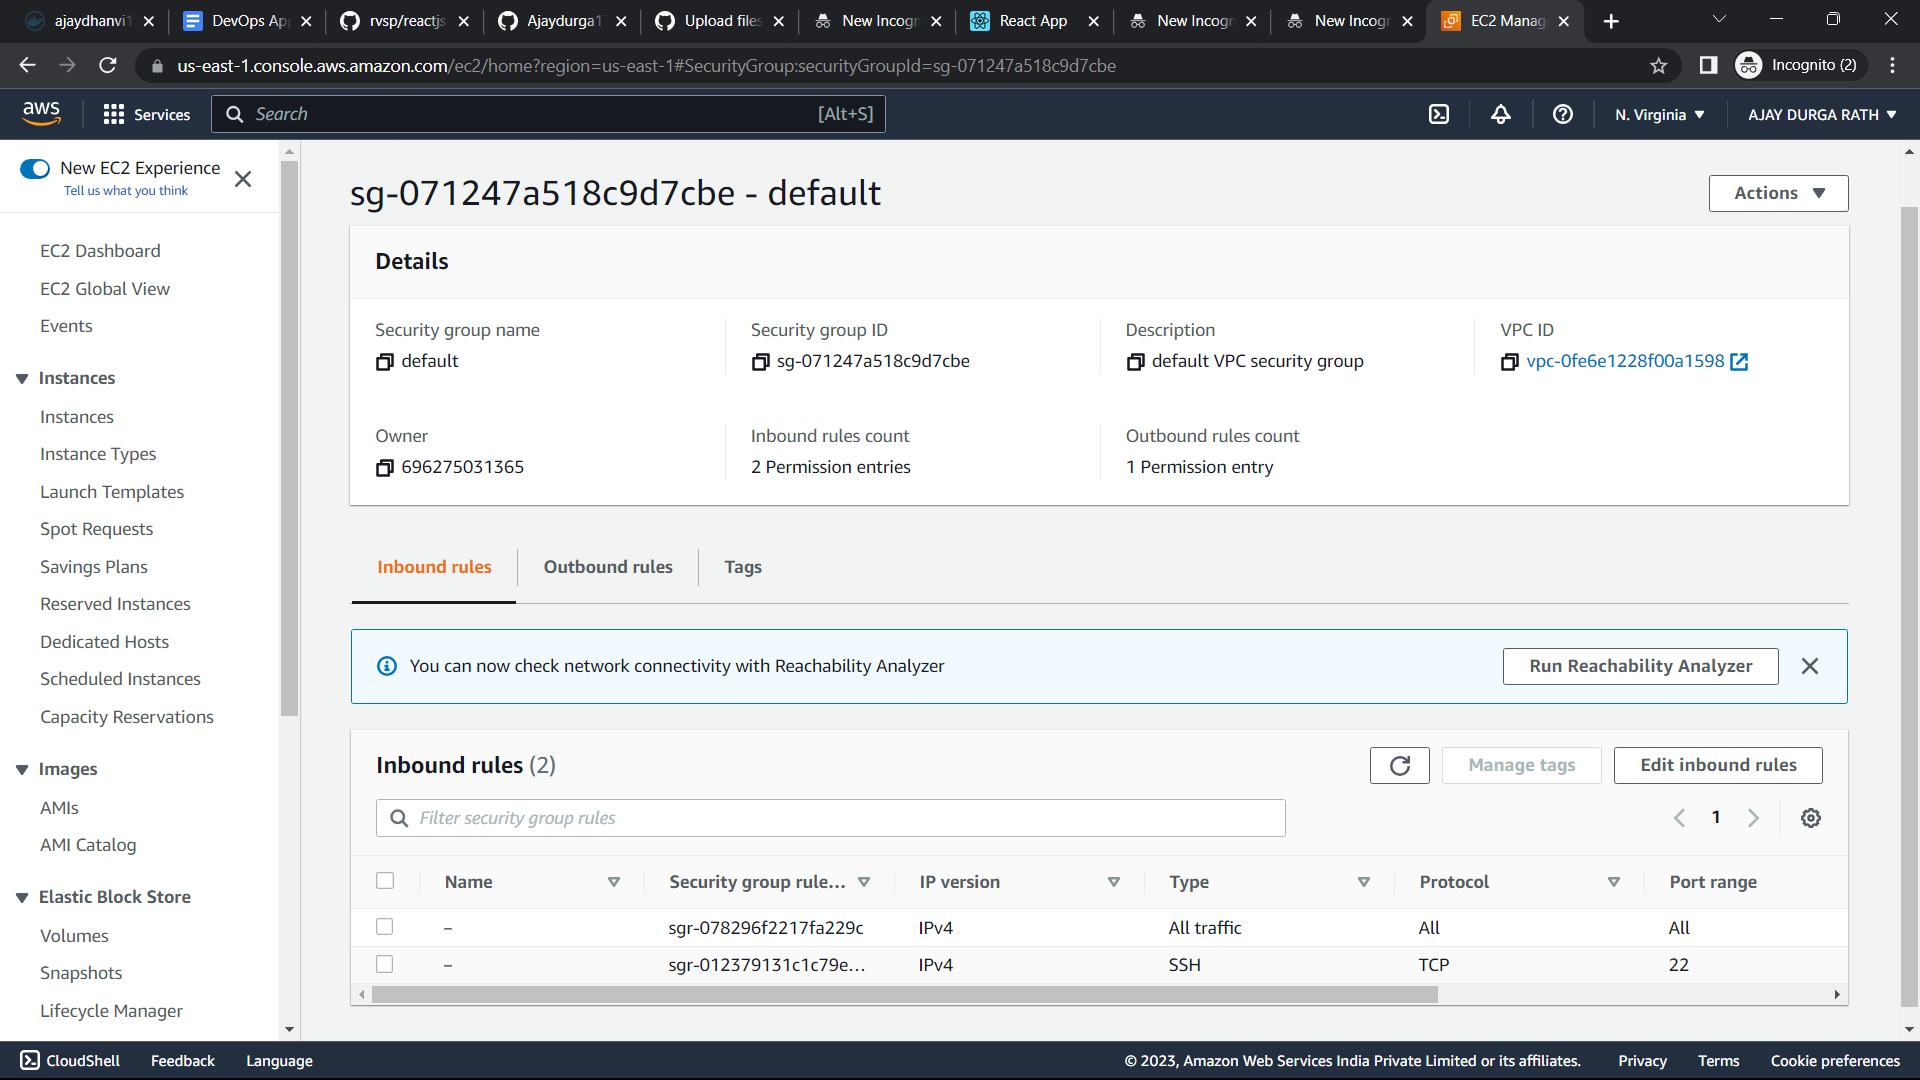 ajaydhanvi1
DevOps Ap
rvsp/reactjs
Ajaydurga1
Upload files
New Incogn
React App
New Incogn
New Incogn
EC2 Manag
us-east-1.console.aws.amazon.com/ec2/home?region=us-east-1#SecurityGroup:securityGroupId=sg-071247a518c9d7cbe
Incognito (2)
aws
Services
Search
[Alt+S]
N. Virginia
AJAY DURGA RATH
New EC2 Experience
Tell us what you think
EC2 Dashboard
EC2 Global View
Events
Instances
Instances
Instance Types
Launch Templates
Spot Requests
Savings Plans
Reserved Instances
Dedicated Hosts
Scheduled Instances
Capacity Reservations
Images
AMIs
AMI Catalog
Elastic Block Store
Volumes
Snapshots
Lifecycle Manager
sg-071247a518c9d7cbe - default
Actions
Details
Security group name
default
Security group ID
sg-071247a518c9d7cbe
Description
default VPC security group
VPC ID
vpc-0fe6e1228f00a1598
Owner
696275031365
Inbound rules count
2 Permission entries
Outbound rules count
1 Permission entry
Inbound rules
Outbound rules
Tags
You can now check network connectivity with Reachability Analyzer
Run Reachability Analyzer
Inbound rules (2)
Manage tags
Edit inbound rules
Filter security group rules
1
Name Security group rule... IP version Type Protocol Port range
– sgr-078296f2217fa229c IPv4 All traffic All All
– sgr-012379131c1c79e... IPv4 SSH TCP 22
CloudShell
Feedback
Language
© 2023, Amazon Web Services India Private Limited or its affiliates.
Privacy
Terms
Cookie preferences